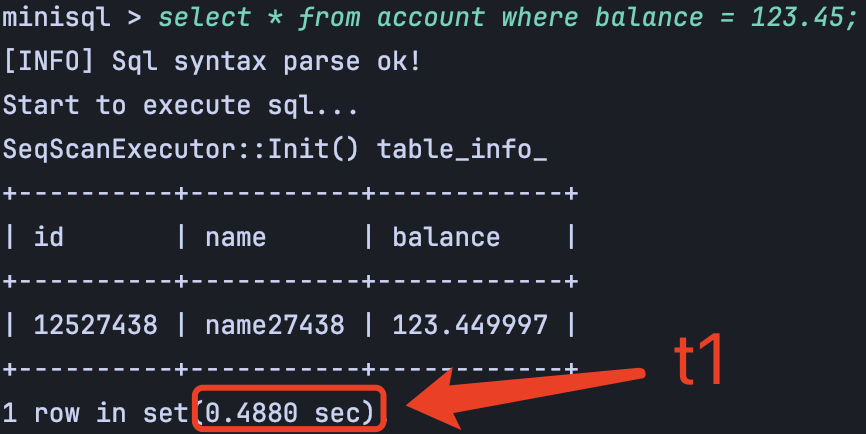 minisql > select * from account where balance = 123.45;
[INFO] Sql syntax parse ok!
Start to execute sql...
SeqScanExecutor::Init() table_info_
+----------+-----------+------------+
| id       | name      | balance    |
+----------+-----------+------------+
| 12527438 | name27438 | 123.449997 |
+----------+-----------+------------+
t1
1 row in set(0.4880 sec).